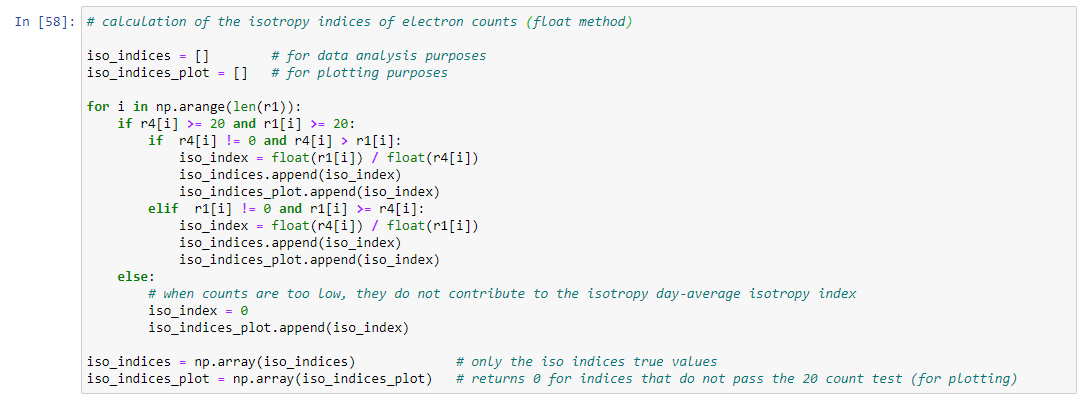 In [58]: # calculation of the isotropy indices of electron counts (float method)

iso_indices = []        # for data analysis purposes
iso_indices_plot = []   # for plotting purposes

for i in np.arange(len(r1)):
    if r4[i] >= 20 and r1[i] >= 20:
        if  r4[i] != 0 and r4[i] > r1[i]:
            iso_index = float(r1[i]) / float(r4[i])
            iso_indices.append(iso_index)
            iso_indices_plot.append(iso_index)
        elif  r1[i] != 0 and r1[i] >= r4[i]:
            iso_index = float(r4[i]) / float(r1[i])
            iso_indices.append(iso_index)
            iso_indices_plot.append(iso_index)
    else:
        # when counts are too low, they do not contribute to the isotropy day-average isotropy index
        iso_index = 0
        iso_indices_plot.append(iso_index)

iso_indices = np.array(iso_indices)             # only the iso indices true values
iso_indices_plot = np.array(iso_indices_plot)   # returns 0 for indices that do not pass the 20 count test (for plotting)